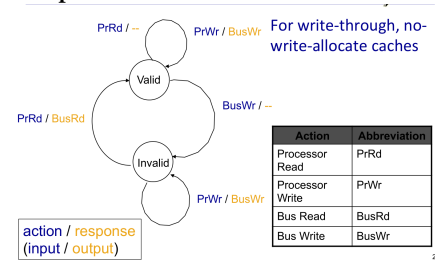 For write-through, no-
write-allocate caches
PrRd / --
PrWr / BusWr
Valid
BusWr / --
PrRd / BusRd
Invalid
PrWr / BusWr
action / response
(input / output)
Action Abbreviation
Processor Read PrRd
Processor Write PrWr
Bus Read BusRd
Bus Write BusWr
2